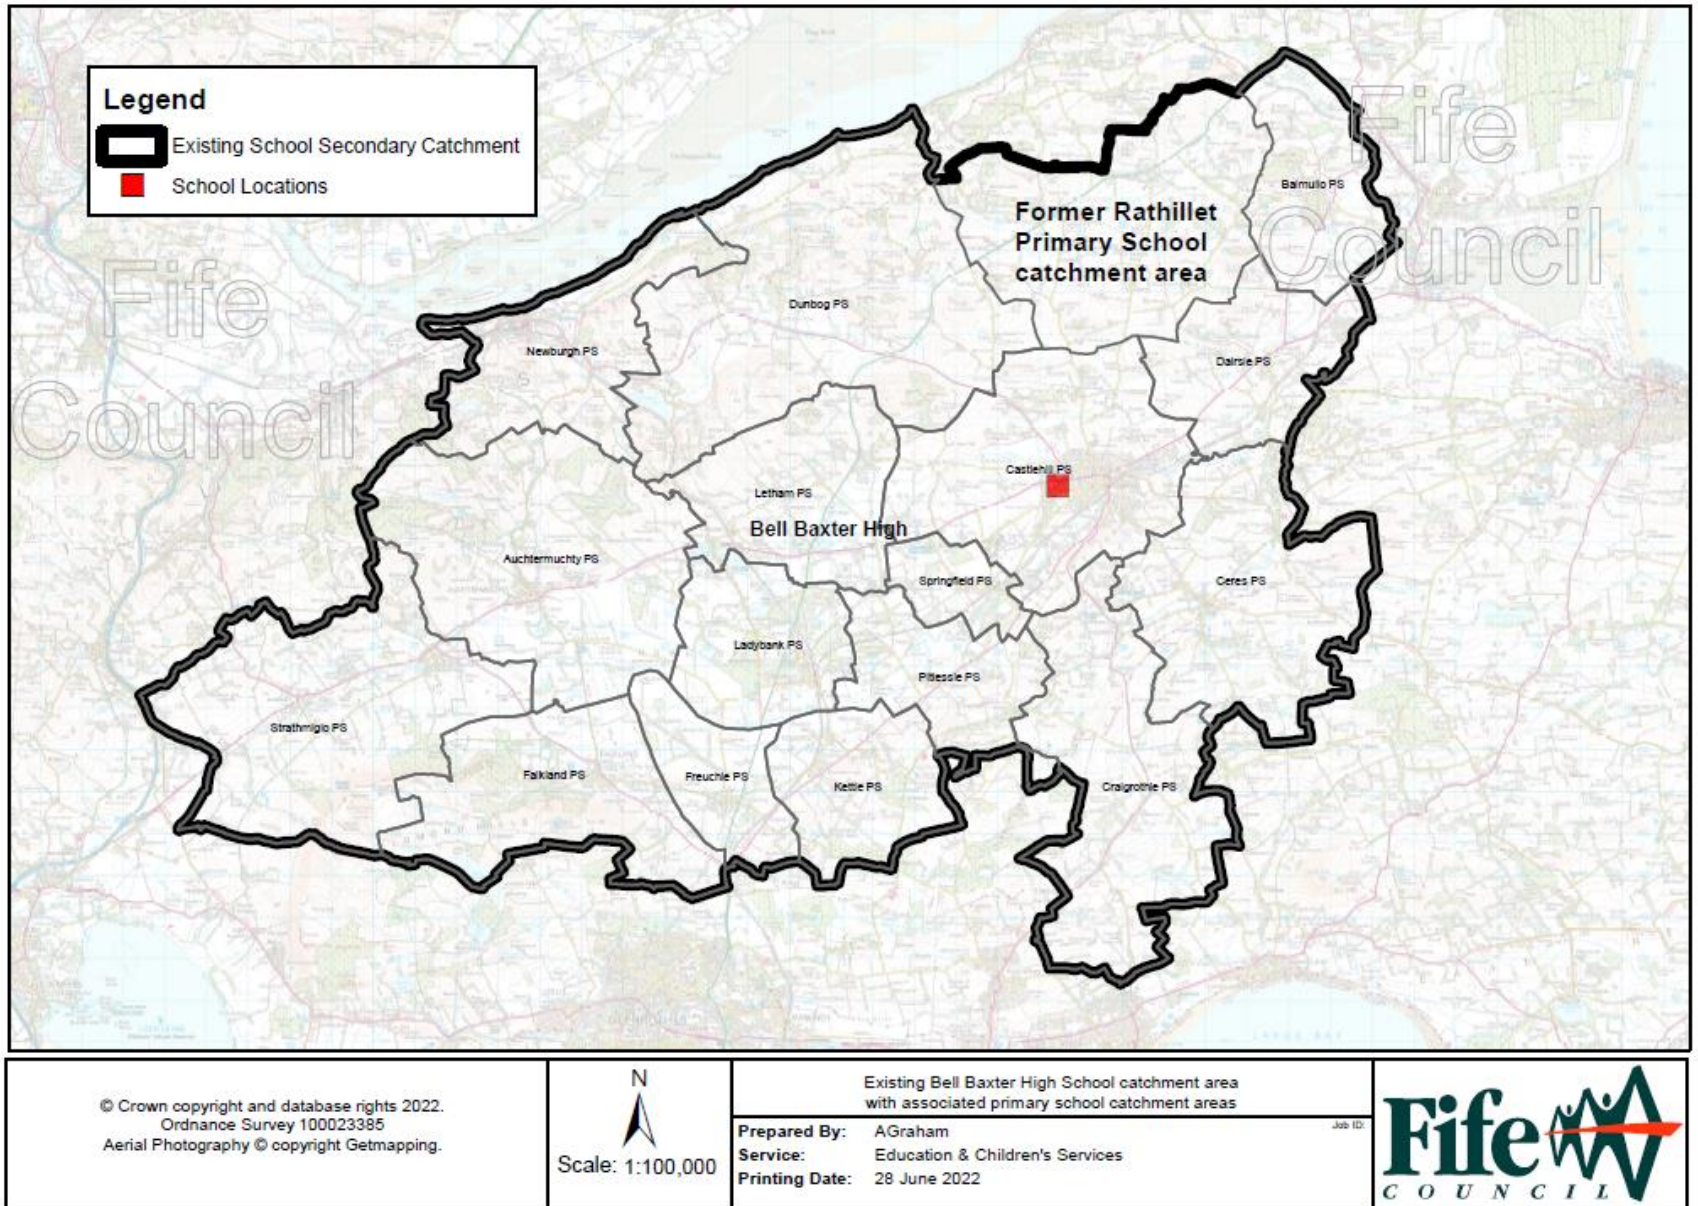 Legend
Existing School Secondary Catchment
School Locations
Fife
Council
Fife
Council
Balmullo PS
Former Rathillet
Primary School
catchment area
Dunbog PS
Newburgh PS
Dairsie PS
Castlehill PS
Letham PS
Bell Baxter High
Auchtermuchty PS
Springfield PS
Ceres PS
Ladybank PS
Pitlessie PS
Strathmiglo PS
Falkland PS
Freuchie PS
Kettle PS
Craigrothie PS
© Crown copyright and database rights 2022.
Ordnance Survey 100023385
Aerial Photography © copyright Getmapping.
N
Scale: 1:100,000
Existing Bell Baxter High School catchment area
with associated primary school catchment areas
Job ID:
Prepared By: AGraham
Service: Education & Children's Services
Printing Date: 28 June 2022
Fife
COUNCIL